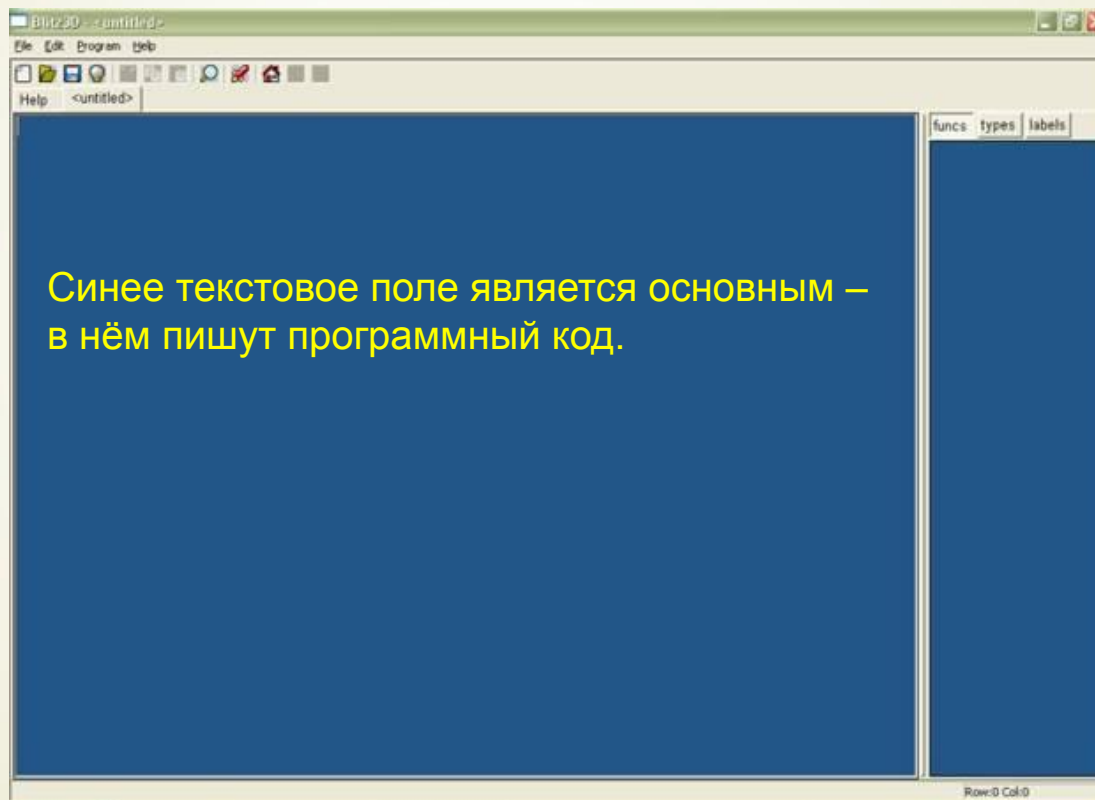 Blitz3D - <untitled>
File Edit Program Help
Help <untitled>
funcs types labels
Синее текстовое поле является основным –
в нём пишут программный код.
Row:0 Col:0